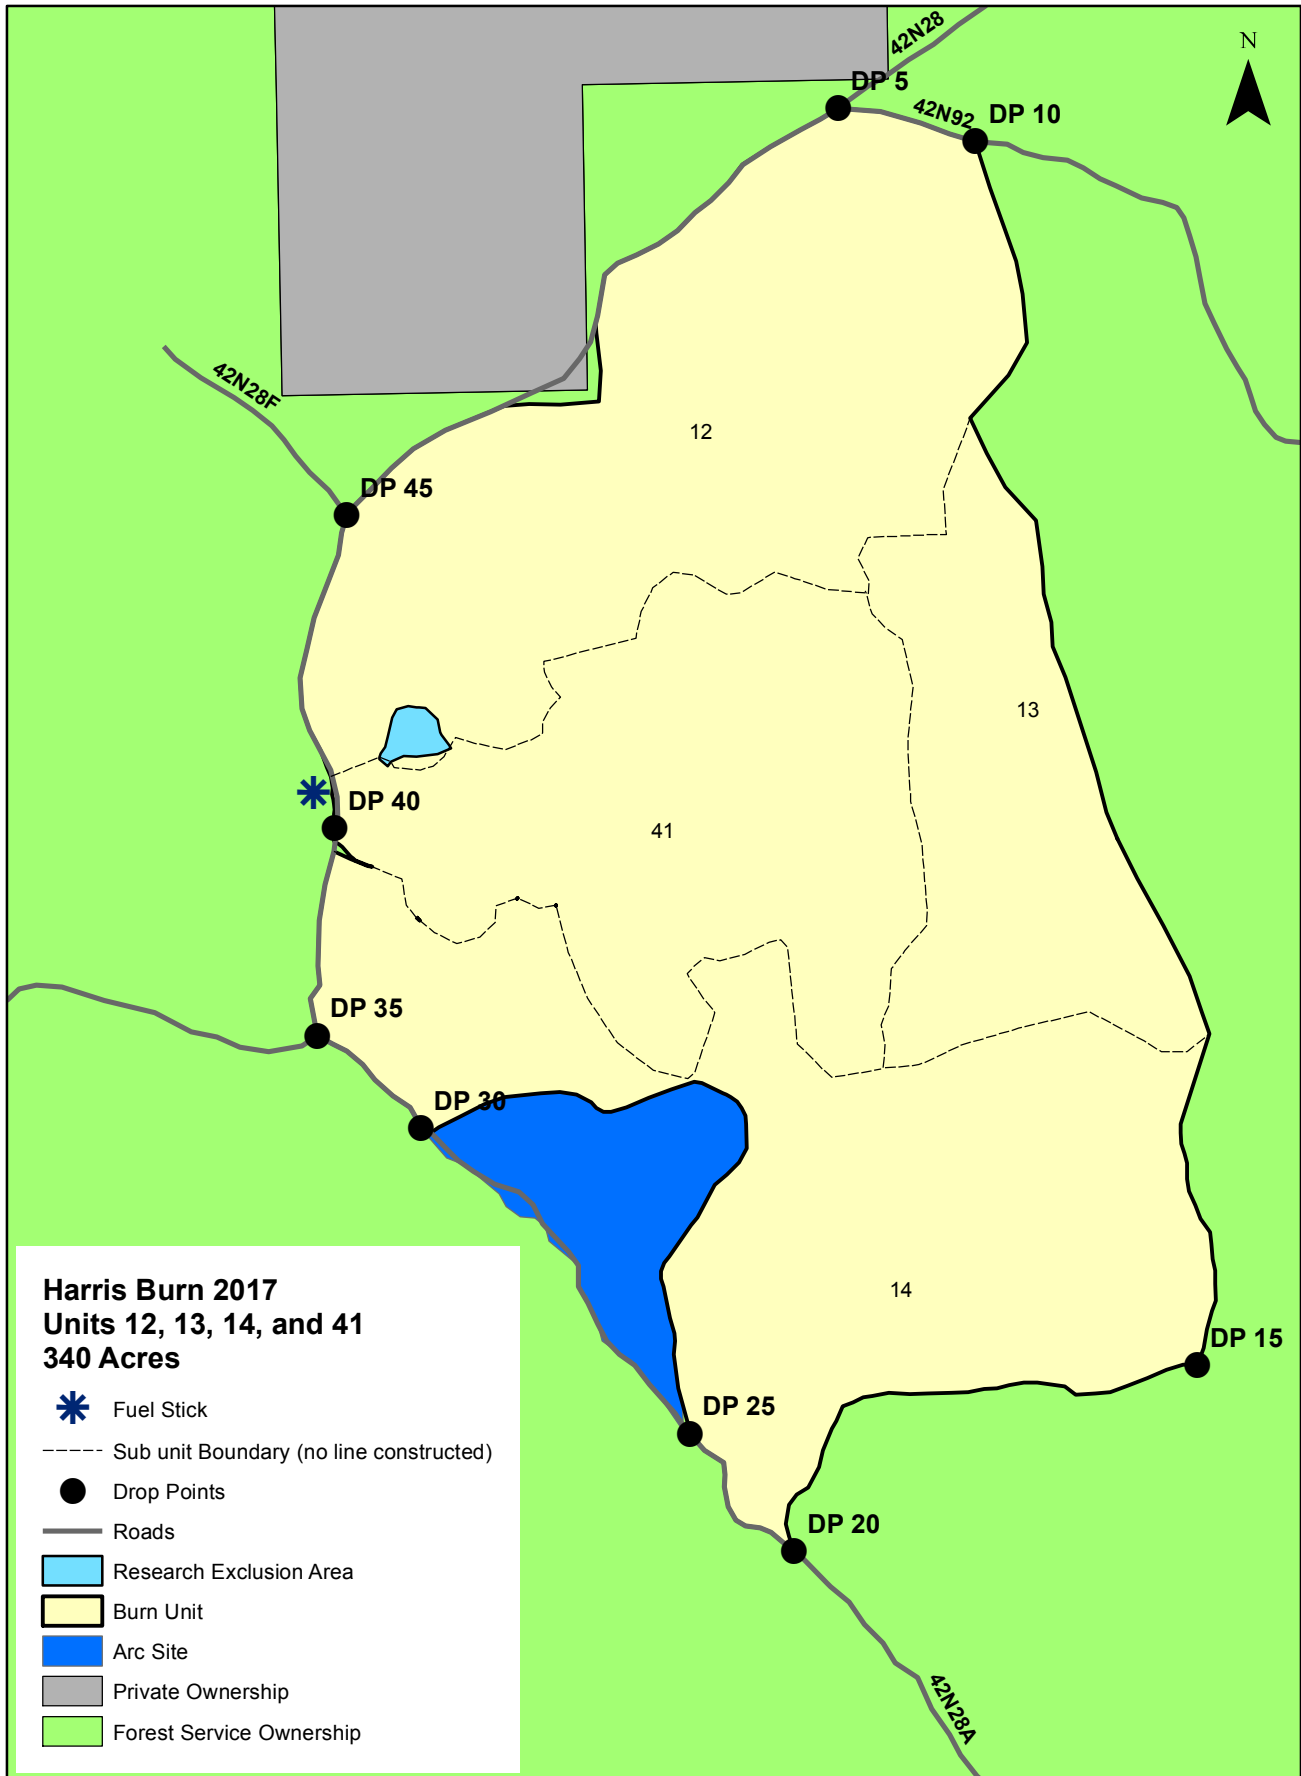 42N28
N
DP 5
42N92
DP 10
42N28F
12
DP 45
13
DP 40
41
DP 35
DP 30
14
DP 15
DP 25
DP 20
42N28A
Harris Burn 2017
Units 12, 13, 14, and 41
340 Acres
Fuel Stick
Sub unit Boundary (no line constructed)
Drop Points
Roads
Research Exclusion Area
Burn Unit
Arc Site
Private Ownership
Forest Service Ownership